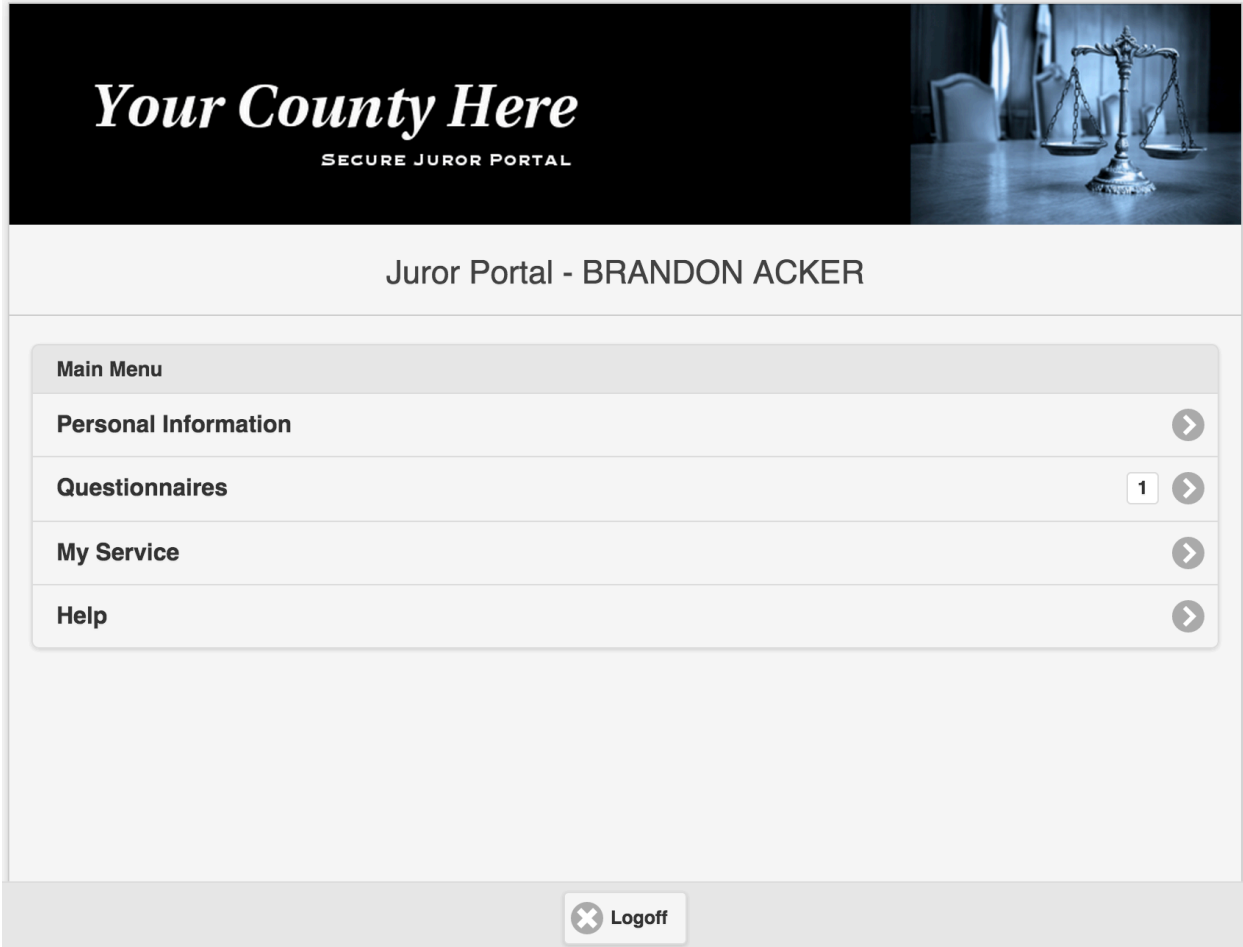 Your County Here
SECURE JUROR PORTAL
Juror Portal - BRANDON ACKER
Main Menu
Personal Information
Questionnaires 1
My Service
Help
Logoff